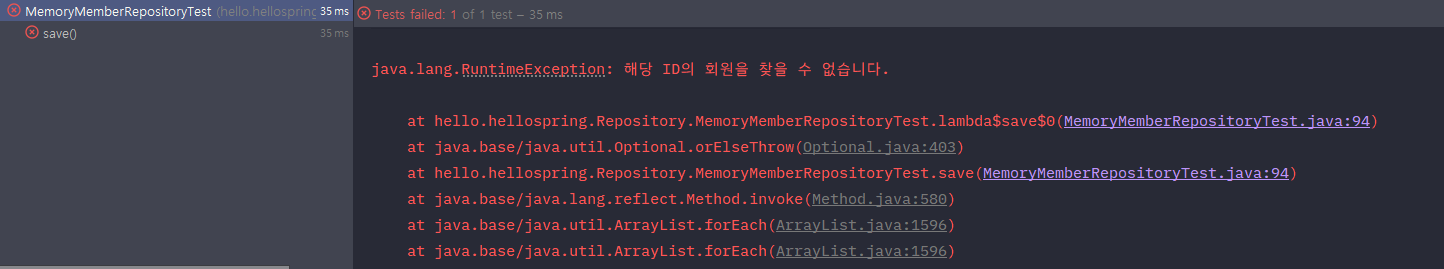 MemoryMemberRepositoryTest (hello.hellospring 35 ms
save() 35 ms
Tests failed: 1 of 1 test – 35 ms
java.lang.RuntimeException: 해당 ID의 회원을 찾을 수 없습니다.
at hello.hellospring.Repository.MemoryMemberRepositoryTest.lambda$save$0(MemoryMemberRepositoryTest.java:94)
at java.base/java.util.Optional.orElseThrow(Optional.java:403)
at hello.hellospring.Repository.MemoryMemberRepositoryTest.save(MemoryMemberRepositoryTest.java:94)
at java.base/java.lang.reflect.Method.invoke(Method.java:580)
at java.base/java.util.ArrayList.forEach(ArrayList.java:1596)
at java.base/java.util.ArrayList.forEach(ArrayList.java:1596)